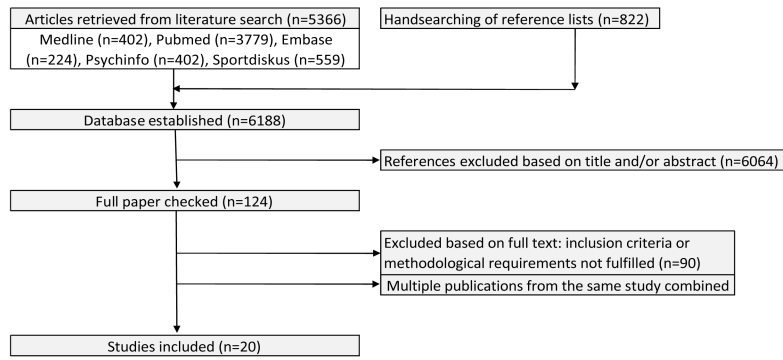 Articles retrieved from literature search (n=5366)
Medline (n=402), Pubmed (n=3779), Embase
(n=224), Psychinfo (n=402), Sportdiskus (n=559)
Handsearching of reference lists (n=822)
Database established (n=6188)
References excluded based on title and/or abstract (n=6064)
Full paper checked (n=124)
Excluded based on full text: inclusion criteria or
methodological requirements not fulfilled (n=90)
Multiple publications from the same study combined
Studies included (n=20)